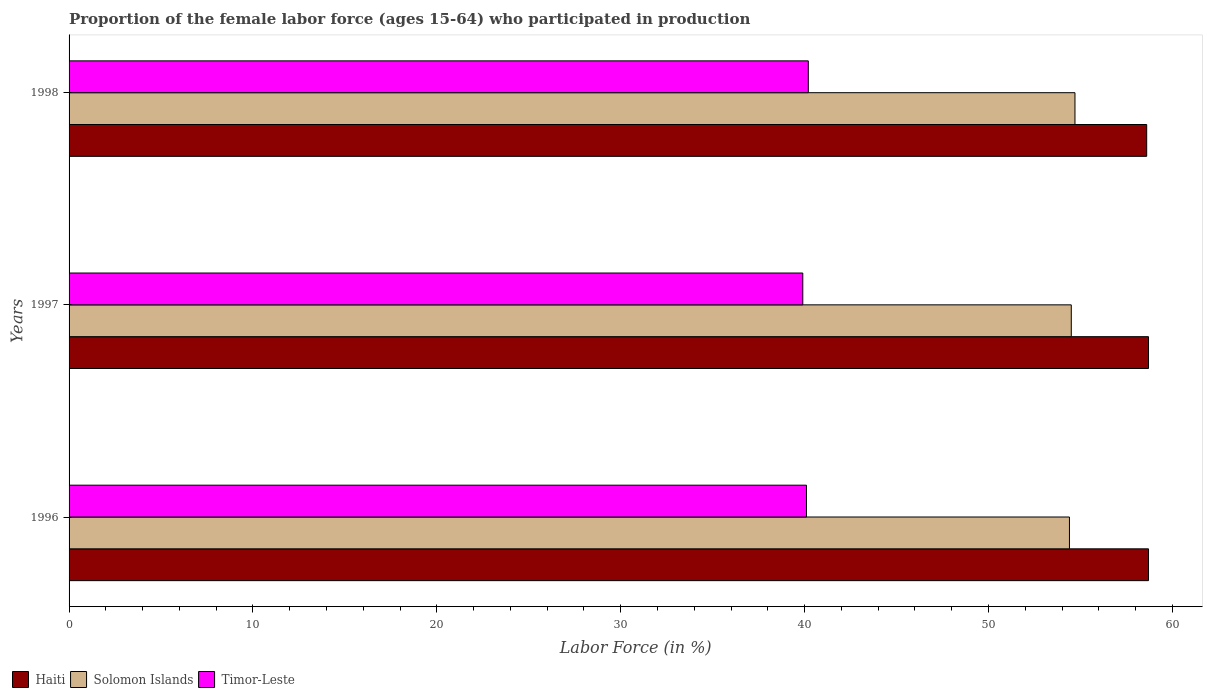 Proportion of the female labor force (ages 15-64) who participated in production
1998
1997
1996
Years
0 10 20 30 40 50 60
Labor Force (in %)
Haiti Solomon Islands Timor-Leste